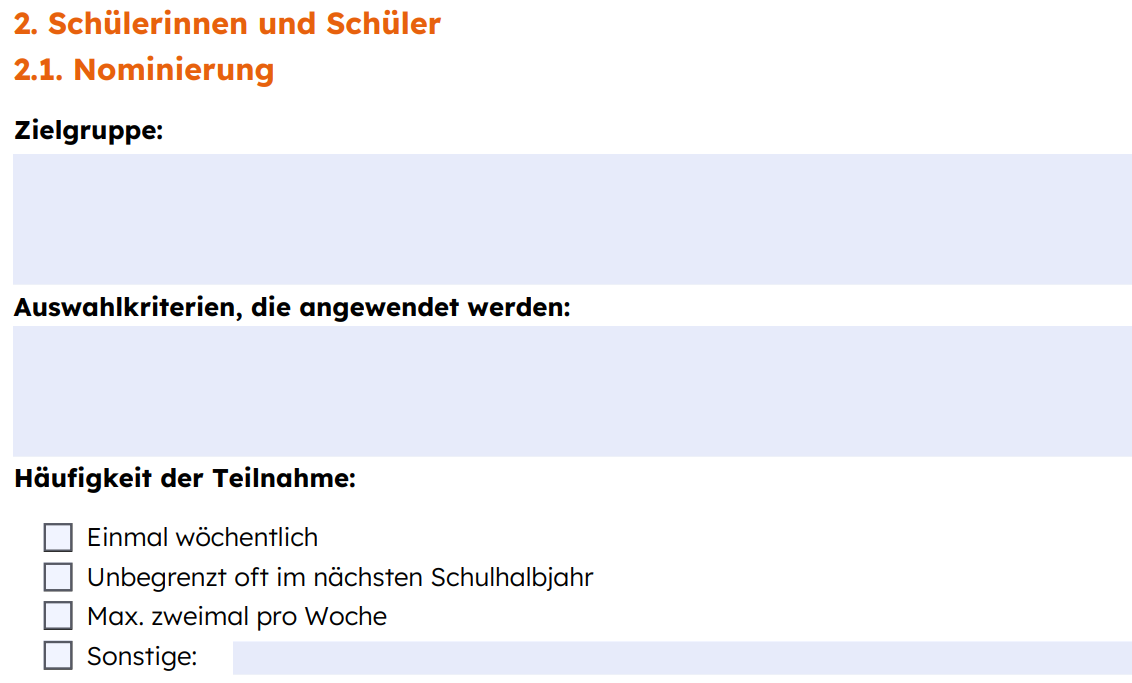 2. Schülerinnen und Schüler
2.1. Nominierung
Zielgruppe:
Auswahlkriterien, die angewendet werden:
Häufigkeit der Teilnahme:
Einmal wöchentlich
Unbegrenzt oft im nächsten Schulhalbjahr
Max. zweimal pro Woche
Sonstige: